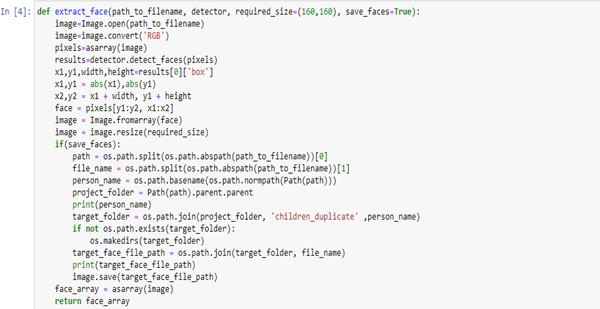 In [4]: def extract_face(path_to_filename, detector, required_size=(160,160), save_faces=True):
    image=Image.open(path_to_filename)
    image=image.convert('RGB')
    pixels=asarray(image)
    results=detector.detect_faces(pixels)
    x1,y1,width,height=results[0]['box']
    x1,y1 = abs(x1),abs(y1)
    x2,y2 = x1 + width, y1 + height
    face = pixels[y1:y2, x1:x2]
    image = Image.fromarray(face)
    image = image.resize(required_size)
    if(save_faces):
        path = os.path.split(os.path.abspath(path_to_filename))[0]
        file_name = os.path.split(os.path.abspath(path_to_filename))[1]
        person_name = os.path.basename(os.path.normpath(Path(path)))
        project_folder = Path(path).parent.parent
        print(person_name)
        target_folder = os.path.join(project_folder, 'children_duplicate' ,person_name)
        if not os.path.exists(target_folder):
            os.makedirs(target_folder)
        target_face_file_path = os.path.join(target_folder, file_name)
        print(target_face_file_path)
        image.save(target_face_file_path)
    face_array = asarray(image)
    return face_array